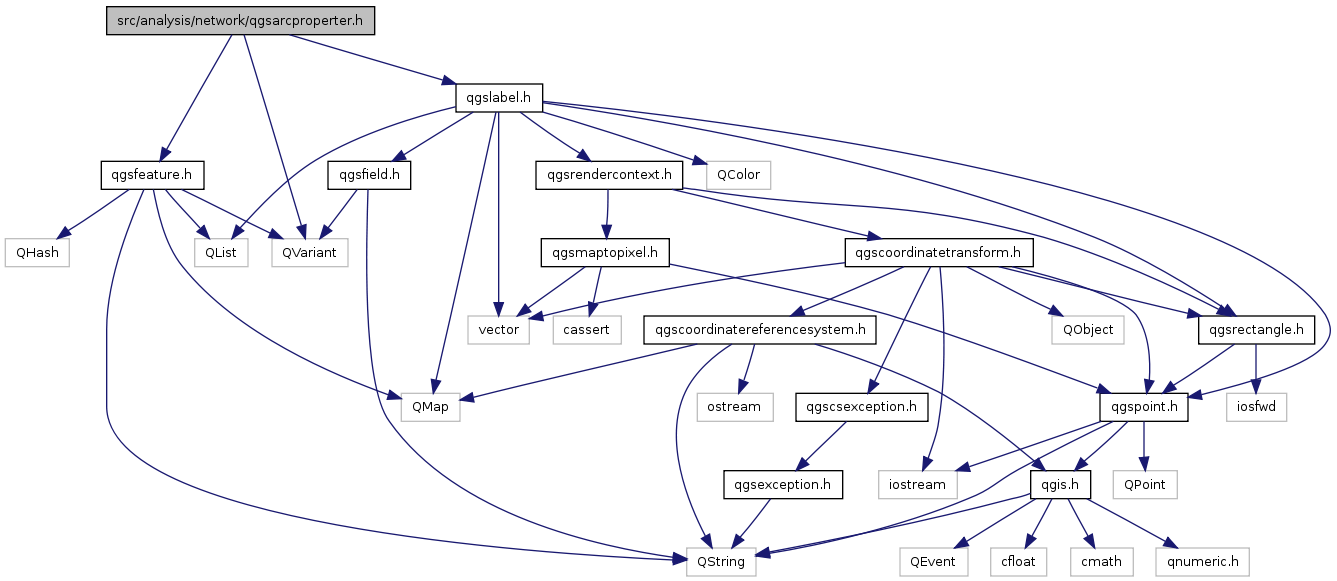 src/analysis/network/qgsarcproperter.h
qgslabel.h
qgsfeature.h
qgsfield.h
qgsrendercontext.h
QColor
QHash
QList
QVariant
qgsmaptopixel.h
qgscoordinatetransform.h
vector
cassert
qgscoordinatereferencesystem.h
QObject
qgsrectangle.h
QMap
ostream
qgscsexception.h
qgspoint.h
iosfwd
qgsexception.h
iostream
qgis.h
QPoint
QString
QEvent
cfloat
cmath
qnumeric.h